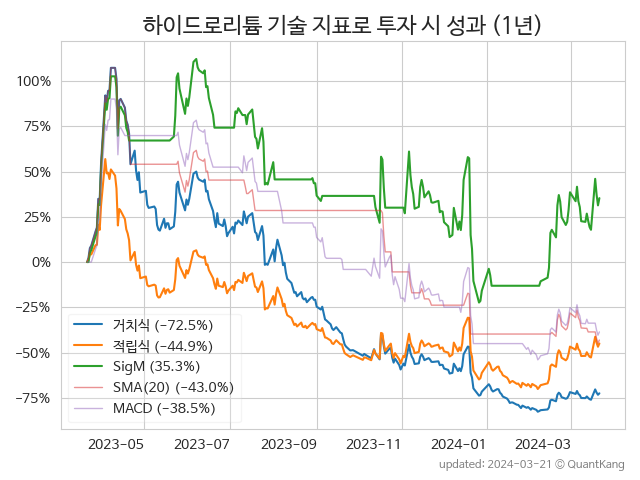 하이드로리튬 기술 지표로 투자 시 성과 (1년)
100%
75%
50%
25%
0%
−25%
−50%
−75%
거치식 (−72.5%)
적립식 (−44.9%)
SigM (35.3%)
SMA(20) (−43.0%)
MACD (−38.5%)
2023-05 2023-07 2023-09 2023-11 2024-01 2024-03
updated: 2024-03-21 © QuantKang